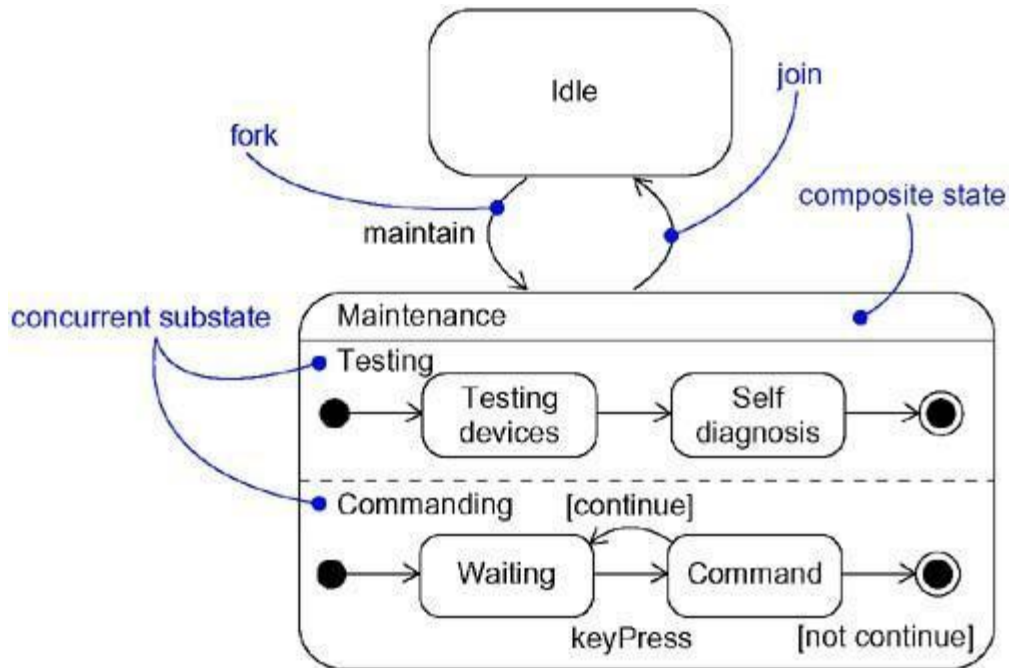 Idle
join
fork
composite state
maintain
concurrent substate
Maintenance
Testing
Testing
devices
Self
diagnosis
Commanding
[continue]
Waiting
Command
keyPress
[not continue]